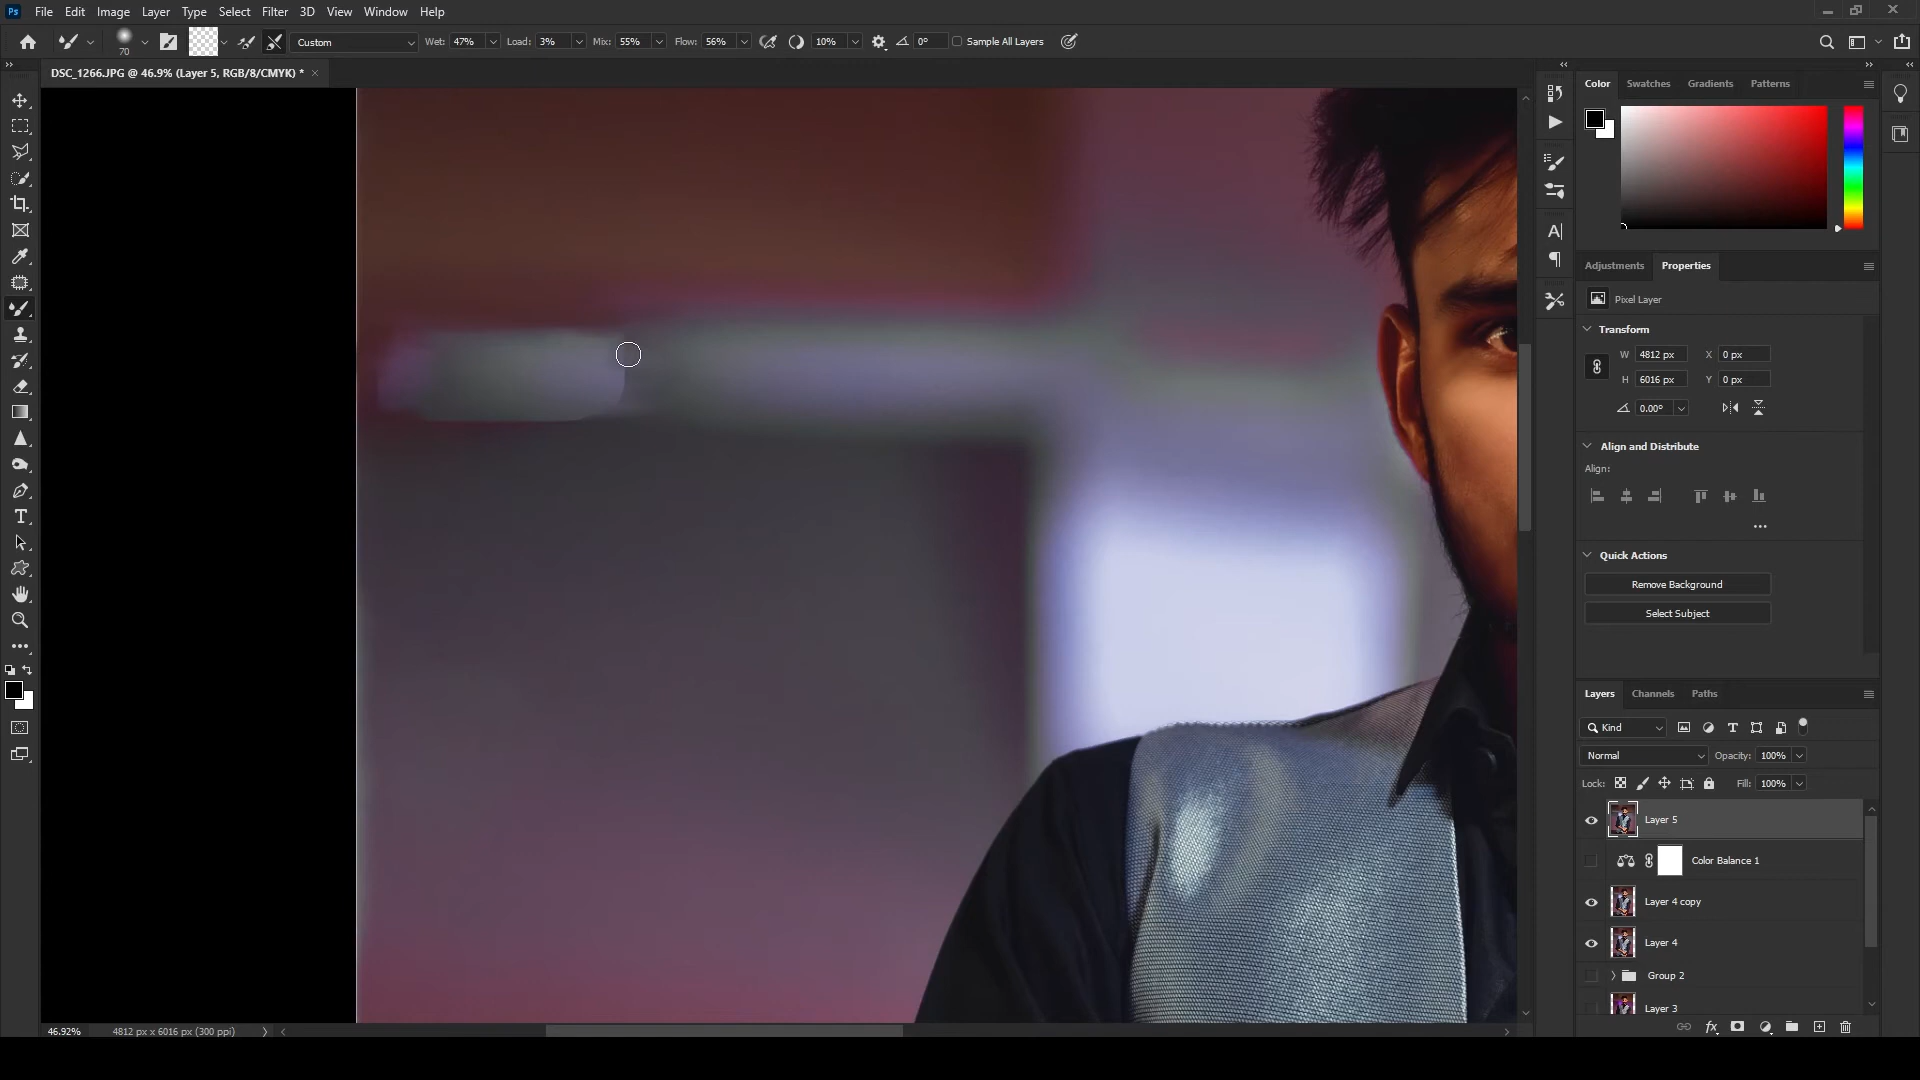 Ps File Edit Image Layer Type Select Filter 3D View Window Help
70 Custom Wet: 47% Load: 3% Mix: 55% Flow: 56% 10% 0° Sample All Layers
DSC_1266.JPG @ 46.9% (Layer 5, RGB/8/CMYK) * ×
Color Swatches Gradients Patterns
Adjustments Properties
Pixel Layer
Transform
W 4812 px X 0 px
H 6016 px Y 0 px
0.00°
Align and Distribute
Align:
Quick Actions
Remove Background
Select Subject
Layers Channels Paths
Kind
Normal Opacity: 100%
Lock: Fill: 100%
Layer 5
Color Balance 1
Layer 4 copy
Layer 4
Group 2
Layer 3
46.92% 4812 px x 6016 px (300 ppi)